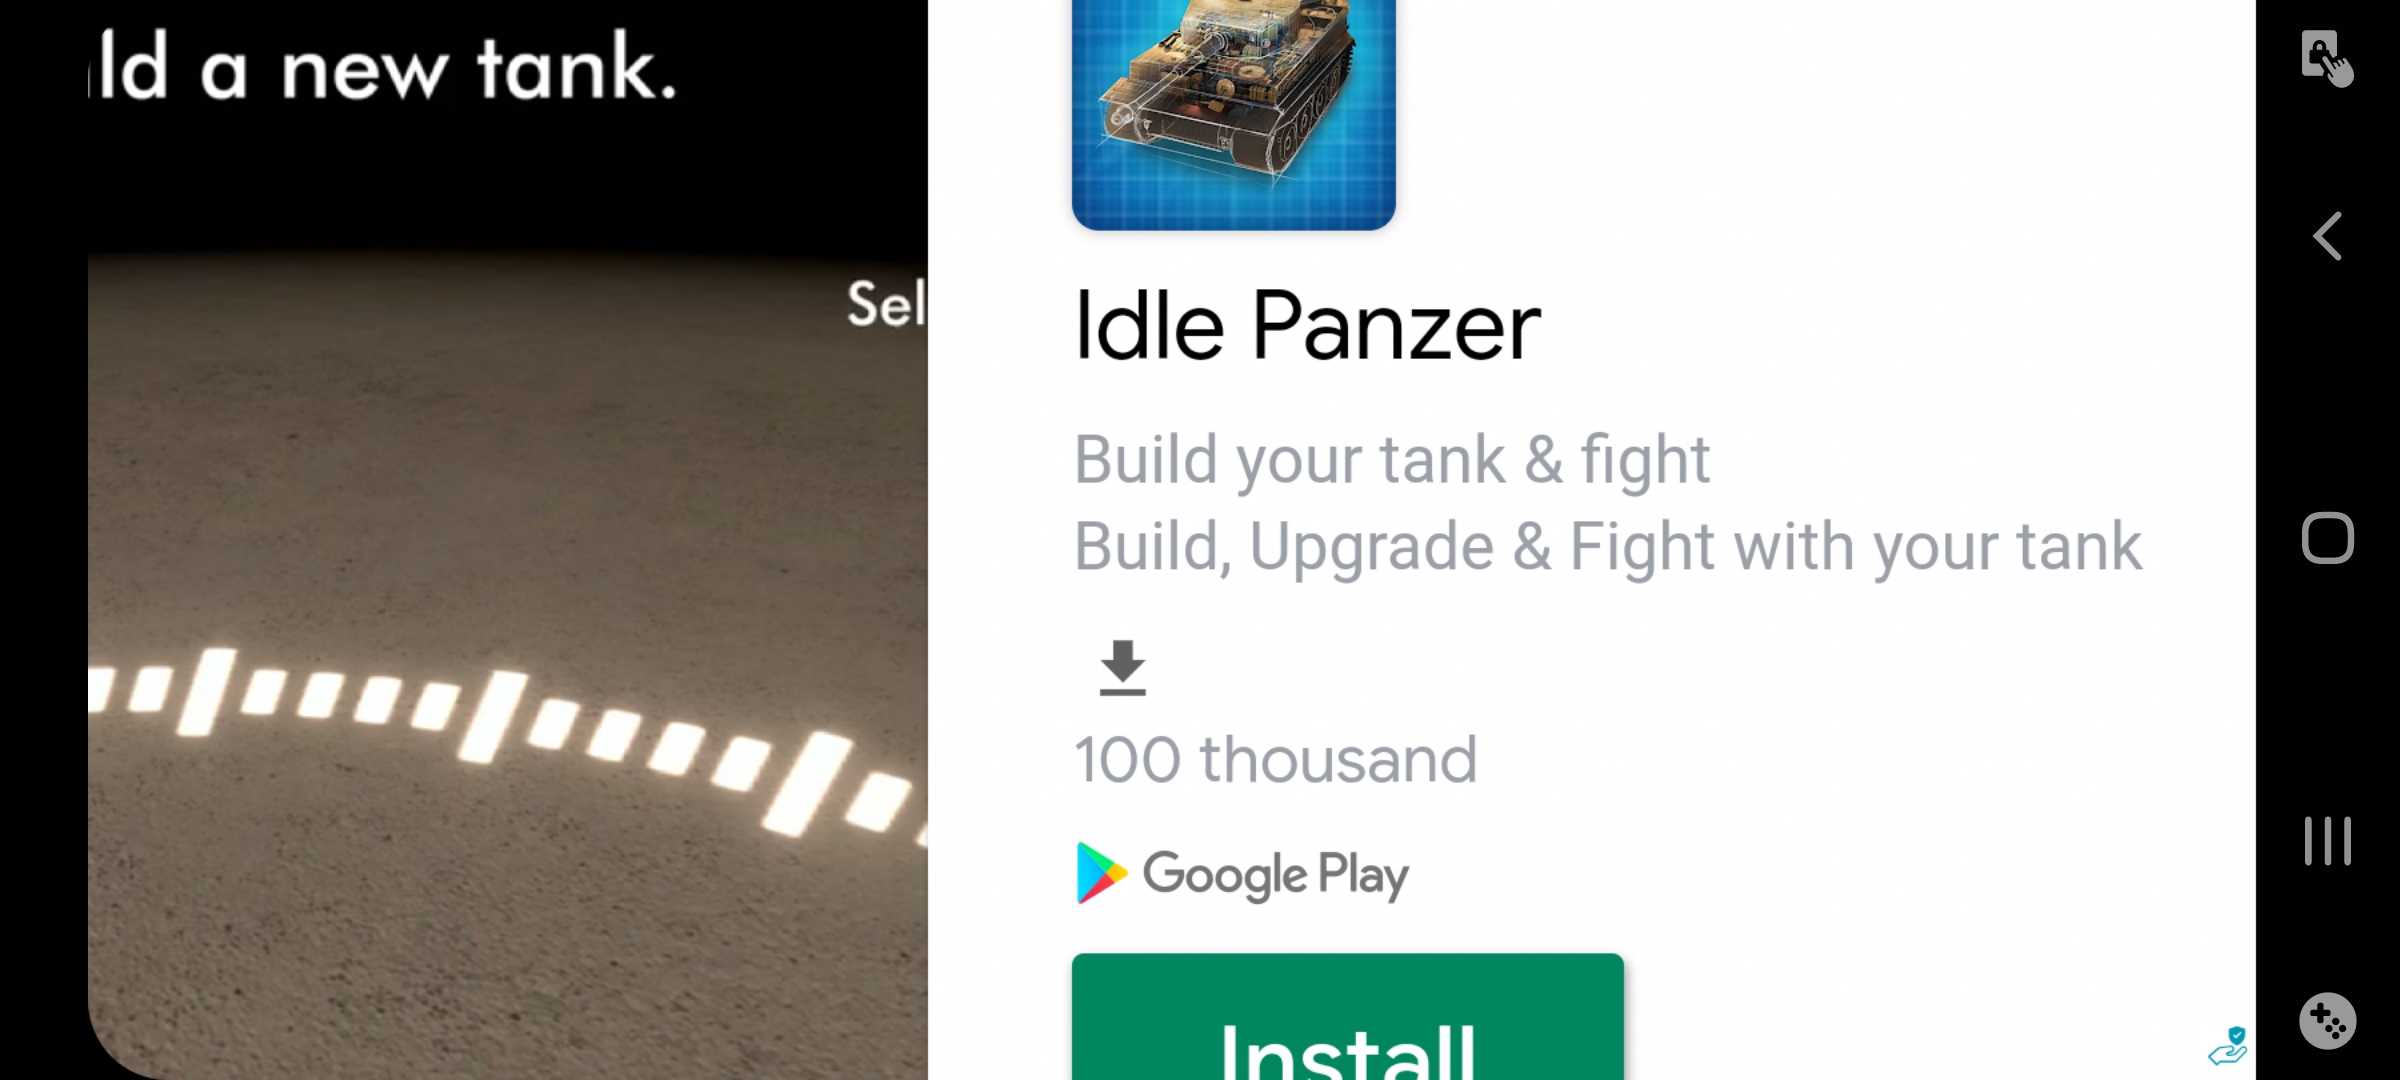 ld a new tank.
Sel
Idle Panzer
Build your tank & fight
Build, Upgrade & Fight with your tank
100 thousand
Google Play
Install